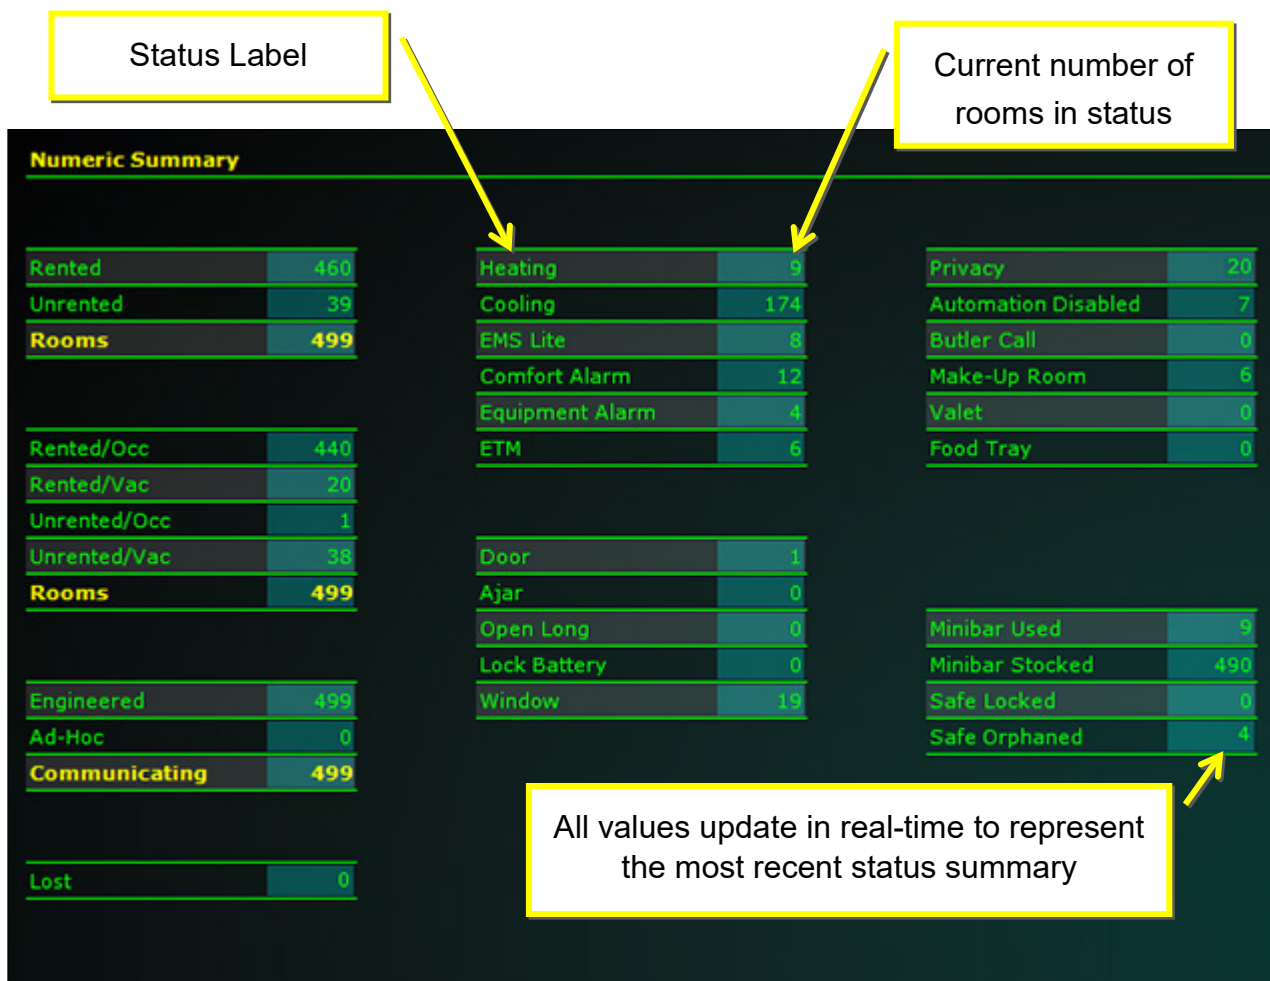 Status Label
Current number of
rooms in status
Numeric Summary
Rented 460
Unrented 39
Rooms 499
Rented/Occ 440
Rented/Vac 20
Unrented/Occ 1
Unrented/Vac 38
Rooms 499
Engineered 499
Ad-Hoc 0
Communicating 499
Lost 0
Heating 9
Cooling 174
EMS Lite 8
Comfort Alarm 12
Equipment Alarm 4
ETM 6
Door 1
Ajar 0
Open Long 0
Lock Battery 0
Window 19
Privacy 20
Automation Disabled 7
Butler Call 0
Make-Up Room 6
Valet 0
Food Tray 0
Minibar Used 9
Minibar Stocked 490
Safe Locked 0
Safe Orphaned 4
All values update in real-time to represent
the most recent status summary